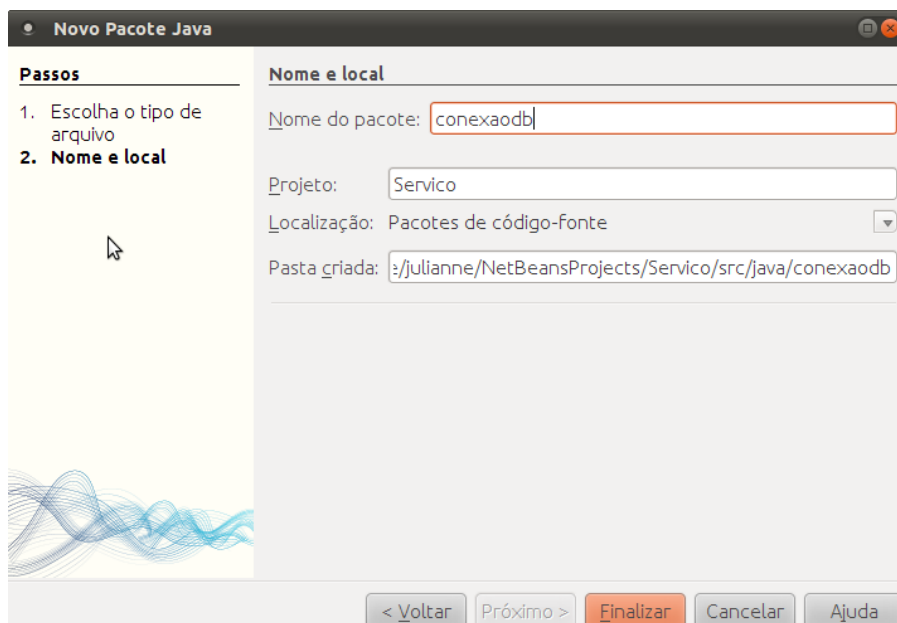 Novo Pacote Java
Passos
1. Escolha o tipo de
arquivo
2. Nome e local
Nome e local
Nome do pacote: conexaodb
Projeto: Servico
Localização: Pacotes de código-fonte
Pasta criada: e/julianne/NetBeansProjects/Servico/src/java/conexaodb
< Voltar Próximo > Finalizar Cancelar Ajuda